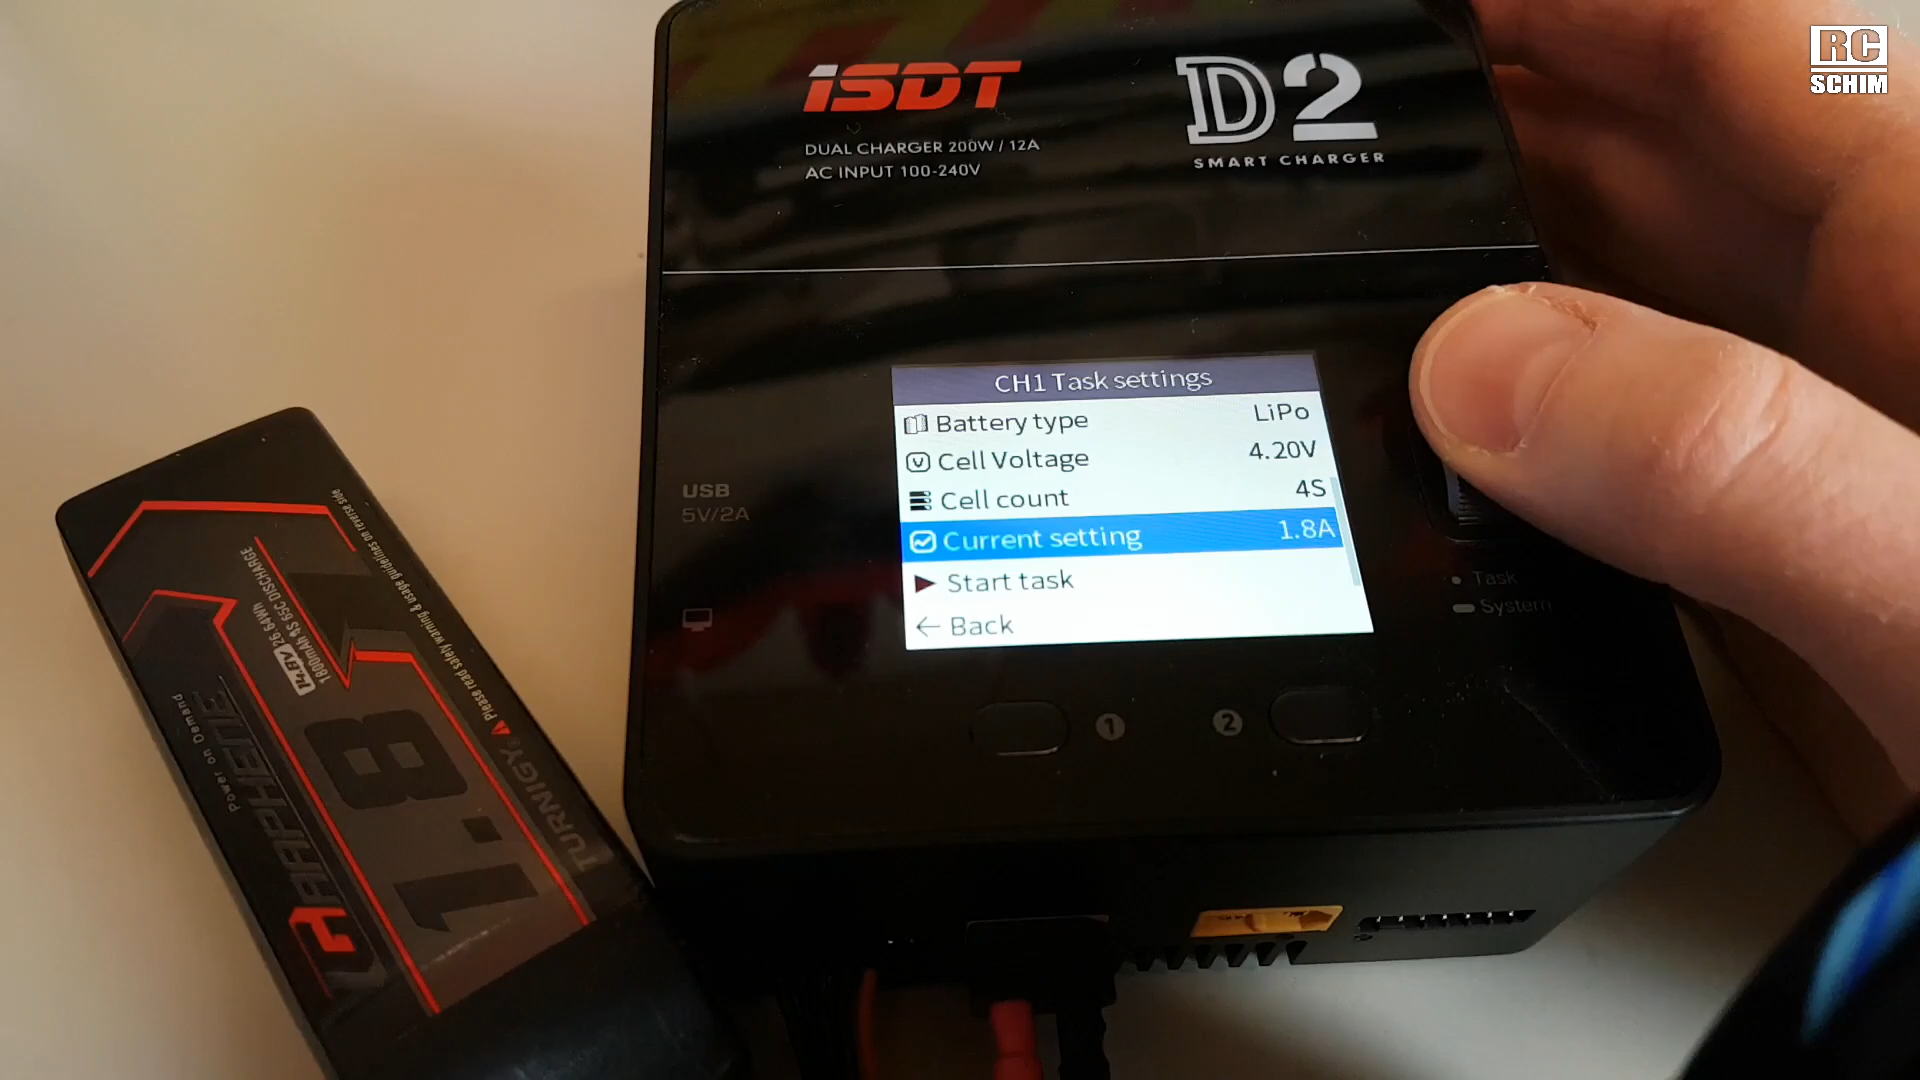 RC
SCHIM
ISDT
D2
DUAL CHARGER 200W / 12A
AC INPUT 100-240V
SMART CHARGER
CH1 Task settings
Battery type LiPo
Cell Voltage 4.20V
Cell count 4S
Current setting 1.8A
Start task
Back
USB
5V/2A
Task
System
1
2
⚠ Please read safety warning & usage guidelines on reverse side
TURNIGY
1.8
1800mAh 4S 65C DISCHARGE
14.8V 26.64Wh
GRAPHENE
Power on Demand